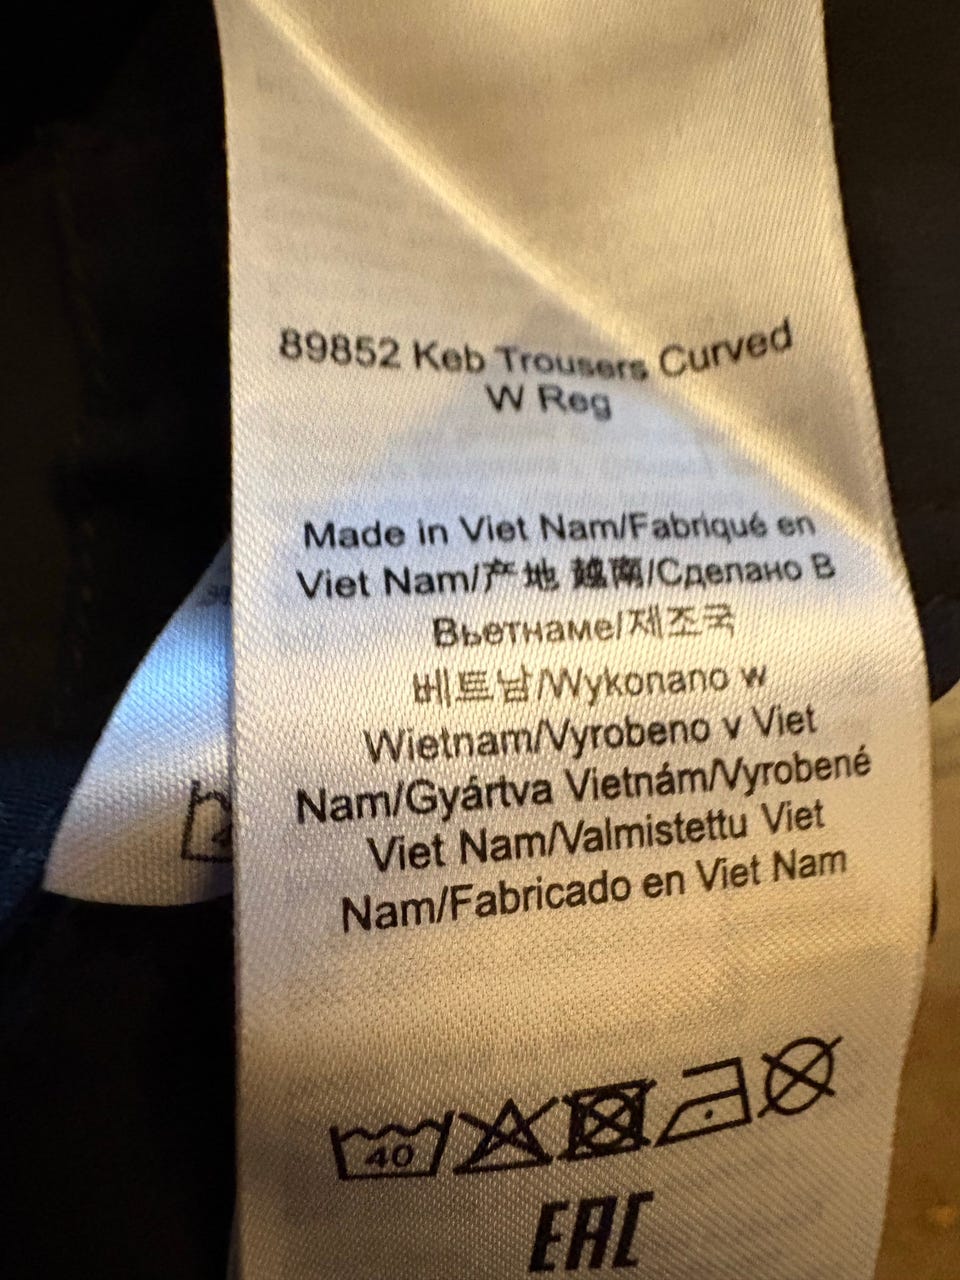 89852 Keb Trousers Curved
W Reg
Made in Viet Nam/Fabriqué en
Viet Nam/产地 越南/Сделано В
Вьетнаме/제조국
베트남/Wykonano w
Wietnam/Vyrobeno v Viet
Nam/Gyártva Vietnám/Vyrobené
Viet Nam/Valmistettu Viet
Nam/Fabricado en Viet Nam
40
EAC